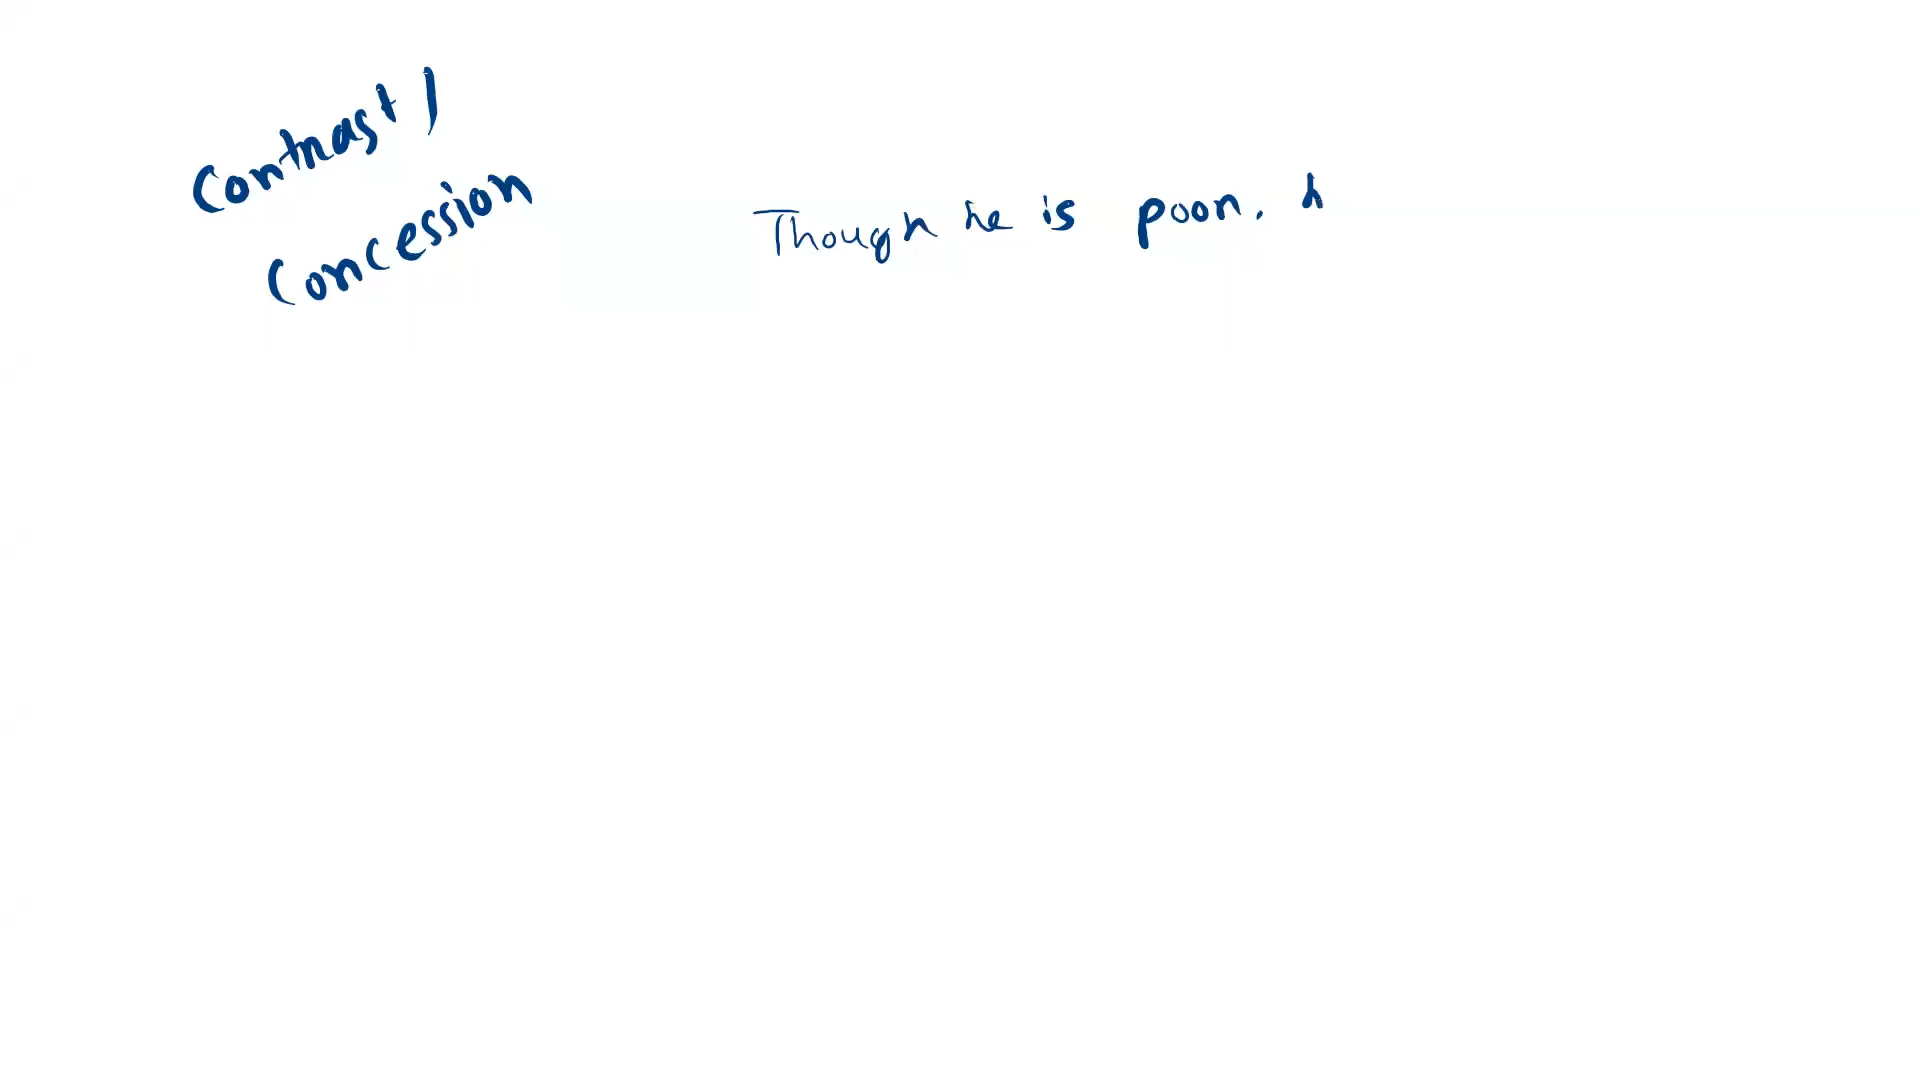 Contrast /
Concession
Though he is poor, h